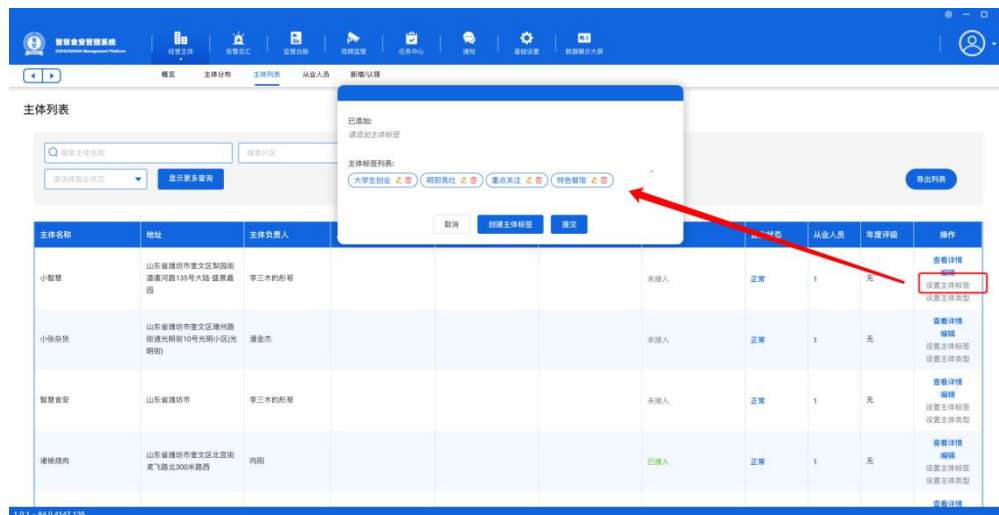 智慧食安管理系统
经营主体
监管台账
视频监管
任务中心
通知
基础设置
数据展示大屏
概览
主体分布
主体列表
从业人员
新增/认领
主体列表
搜索主体名称
搜索片区
请选择营业状态
显示更多查询
导出列表
已添加:
请添加主体标签
主体标签列表:
大学生创业
明厨亮灶
重点关注
特色餐馆
取消
创建主体标签
提交
主体名称
地址
主体负责人
从业人员
年度评级
操作
小智慧
山东省潍坊市奎文区梨园街
道虞河路135号大陆·盛景嘉
园
李三木的彤哥
未接入
正常
1
无
查看详情
编辑
设置主体标签
设置主体类型
小张杂货
山东省潍坊市奎文区潍州路
街道光明街10号光明小区(光
明街)
潘金杰
未接入
正常
1
无
查看详情
编辑
设置主体标签
设置主体类型
智慧食安
山东省潍坊市
李三木的彤哥
未接入
正常
1
无
查看详情
编辑
设置主体标签
设置主体类型
诸侯烧肉
山东省潍坊市奎文区北宫街
鸢飞路北300米路西
向阳
已接入
正常
1
无
查看详情
编辑
设置主体标签
设置主体类型
查看详情
1.0.1 - 84.0.4147.135